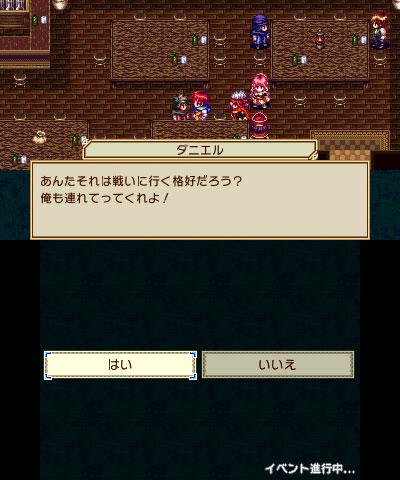 ダニエル
あんたそれは戦いに行く格好だろう？
俺も連れてってくれよ！
はい
いいえ
イベント進行中...